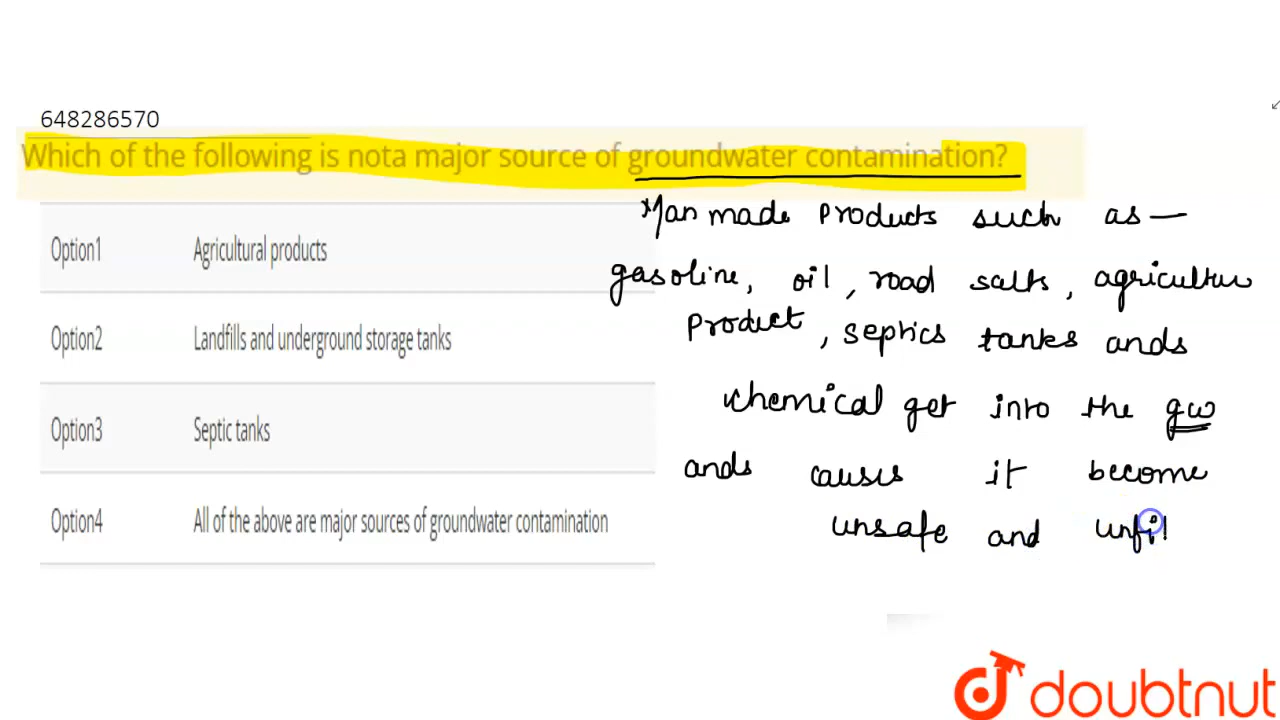 648286570
Which of the following is nota major source of groundwater contamination?
Option1 Agricultural products
Option2 Landfills and underground storage tanks
Option3 Septic tanks
Option4 All of the above are major sources of groundwater contamination
Man made products such as —
gasoline, oil, road salts, agricultur
product, septics tanks ands
chemical get into the gw
ands causes it become
unsafe and unfi
doubtnut